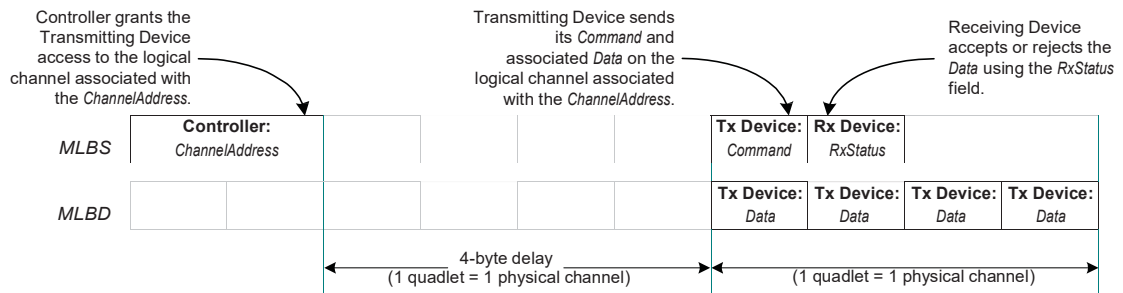 Controller grants the
Transmitting Device
access to the logical
channel associated with
the ChannelAddress.
Transmitting Device sends
its Command and
associated Data on the
logical channel associated
with the ChannelAddress.
Receiving Device
accepts or rejects the
Data using the RxStatus
field.
MLBS
Controller:
ChannelAddress
Tx Device:
Command
Rx Device:
RxStatus
MLBD
Tx Device:
Data
Tx Device:
Data
Tx Device:
Data
Tx Device:
Data
4-byte delay
(1 quadlet = 1 physical channel)
(1 quadlet = 1 physical channel)